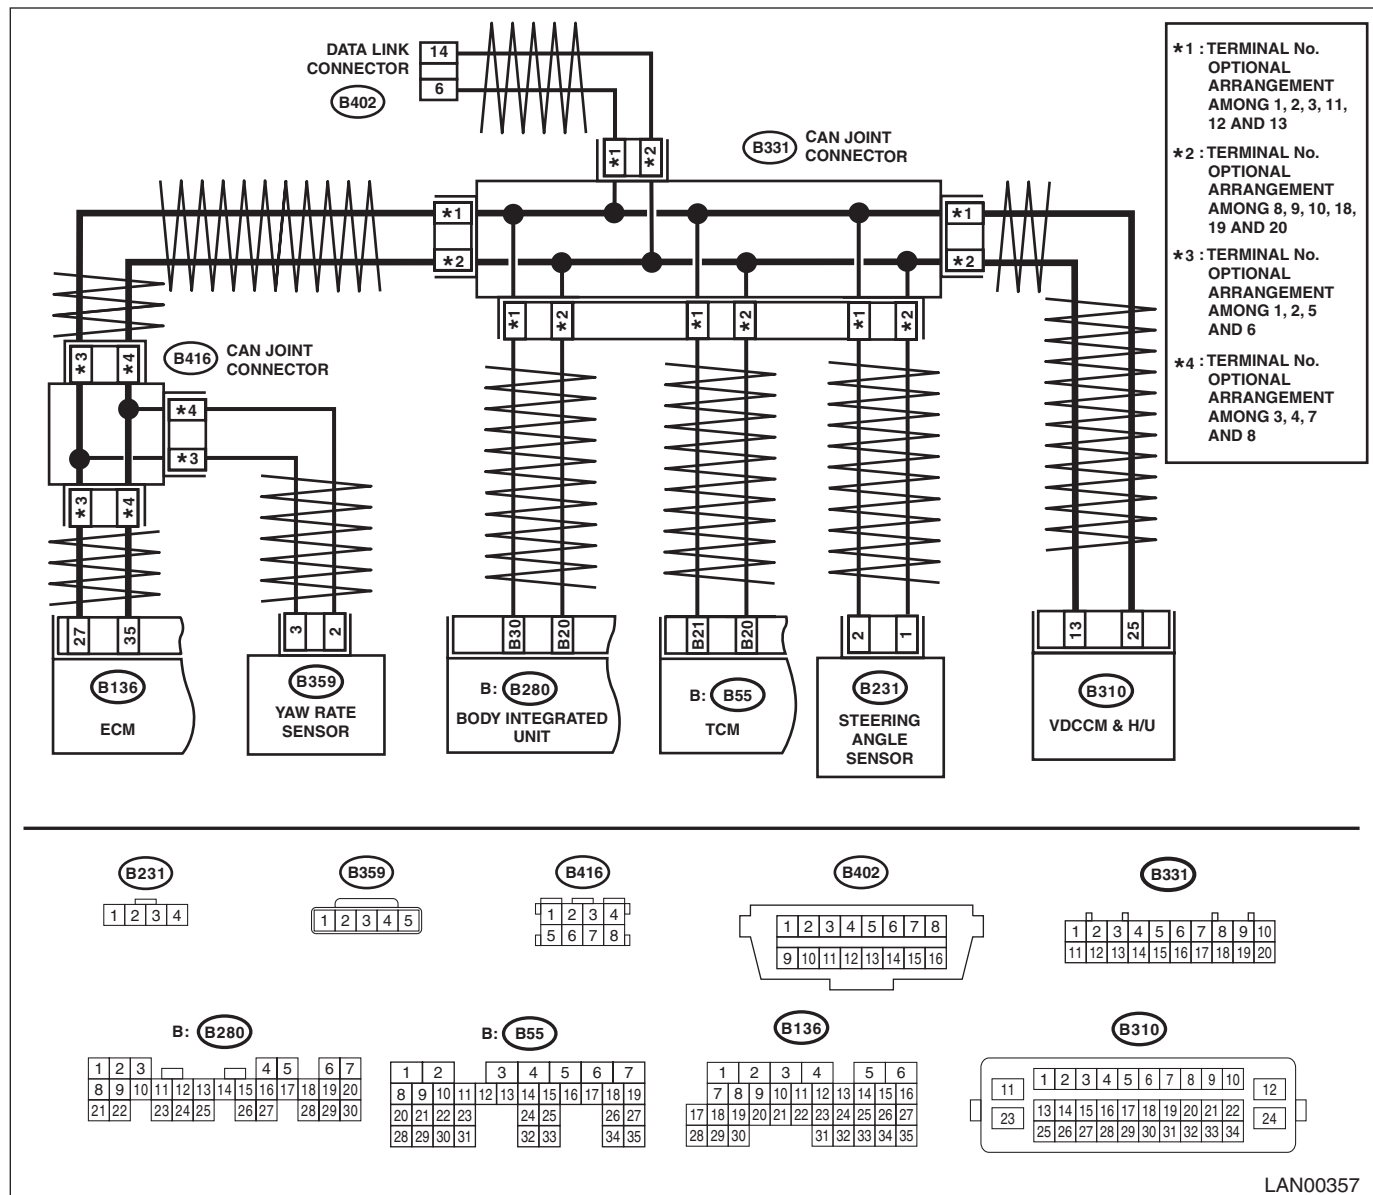 DATA LINK
CONNECTOR
B402
14
6
*1
*2
B331
CAN JOINT
CONNECTOR
*1 : TERMINAL No.
OPTIONAL
ARRANGEMENT
AMONG 1, 2, 3, 11,
12 AND 13
*2 : TERMINAL No.
OPTIONAL
ARRANGEMENT
AMONG 8, 9, 10, 18,
19 AND 20
*3 : TERMINAL No.
OPTIONAL
ARRANGEMENT
AMONG 1, 2, 5
AND 6
*4 : TERMINAL No.
OPTIONAL
ARRANGEMENT
AMONG 3, 4, 7
AND 8
*1
*2
*1
*2
*1 *2 *1 *2 *1 *2
*3 *4
B416
CAN JOINT
CONNECTOR
*4
*3
*3 *4
27 35
3 2
B30 B20
B21 B20
2 1
13 25
B136
ECM
B359
YAW RATE
SENSOR
B: B280
BODY INTEGRATED
UNIT
B: B55
TCM
B231
STEERING
ANGLE
SENSOR
B310
VDCCM & H/U
B231
1 2 3 4
B359
1 2 3 4 5
B416
1 2 3 4
5 6 7 8
B402
1 2 3 4 5 6 7 8
9 10 11 12 13 14 15 16
B331
1 2 3 4 5 6 7 8 9 10
11 12 13 14 15 16 17 18 19 20
B: B280
1 2 3 4 5 6 7
8 9 10 11 12 13 14 15 16 17 18 19 20
21 22 23 24 25 26 27 28 29 30
B: B55
1 2 3 4 5 6 7
8 9 10 11 12 13 14 15 16 17 18 19
20 21 22 23 24 25 26 27
28 29 30 31 32 33 34 35
B136
1 2 3 4 5 6
7 8 9 10 11 12 13 14 15 16
17 18 19 20 21 22 23 24 25 26 27
28 29 30 31 32 33 34 35
B310
11 1 2 3 4 5 6 7 8 9 10 12
23 13 14 15 16 17 18 19 20 21 22 24
25 26 27 28 29 30 31 32 33 34
LAN00357